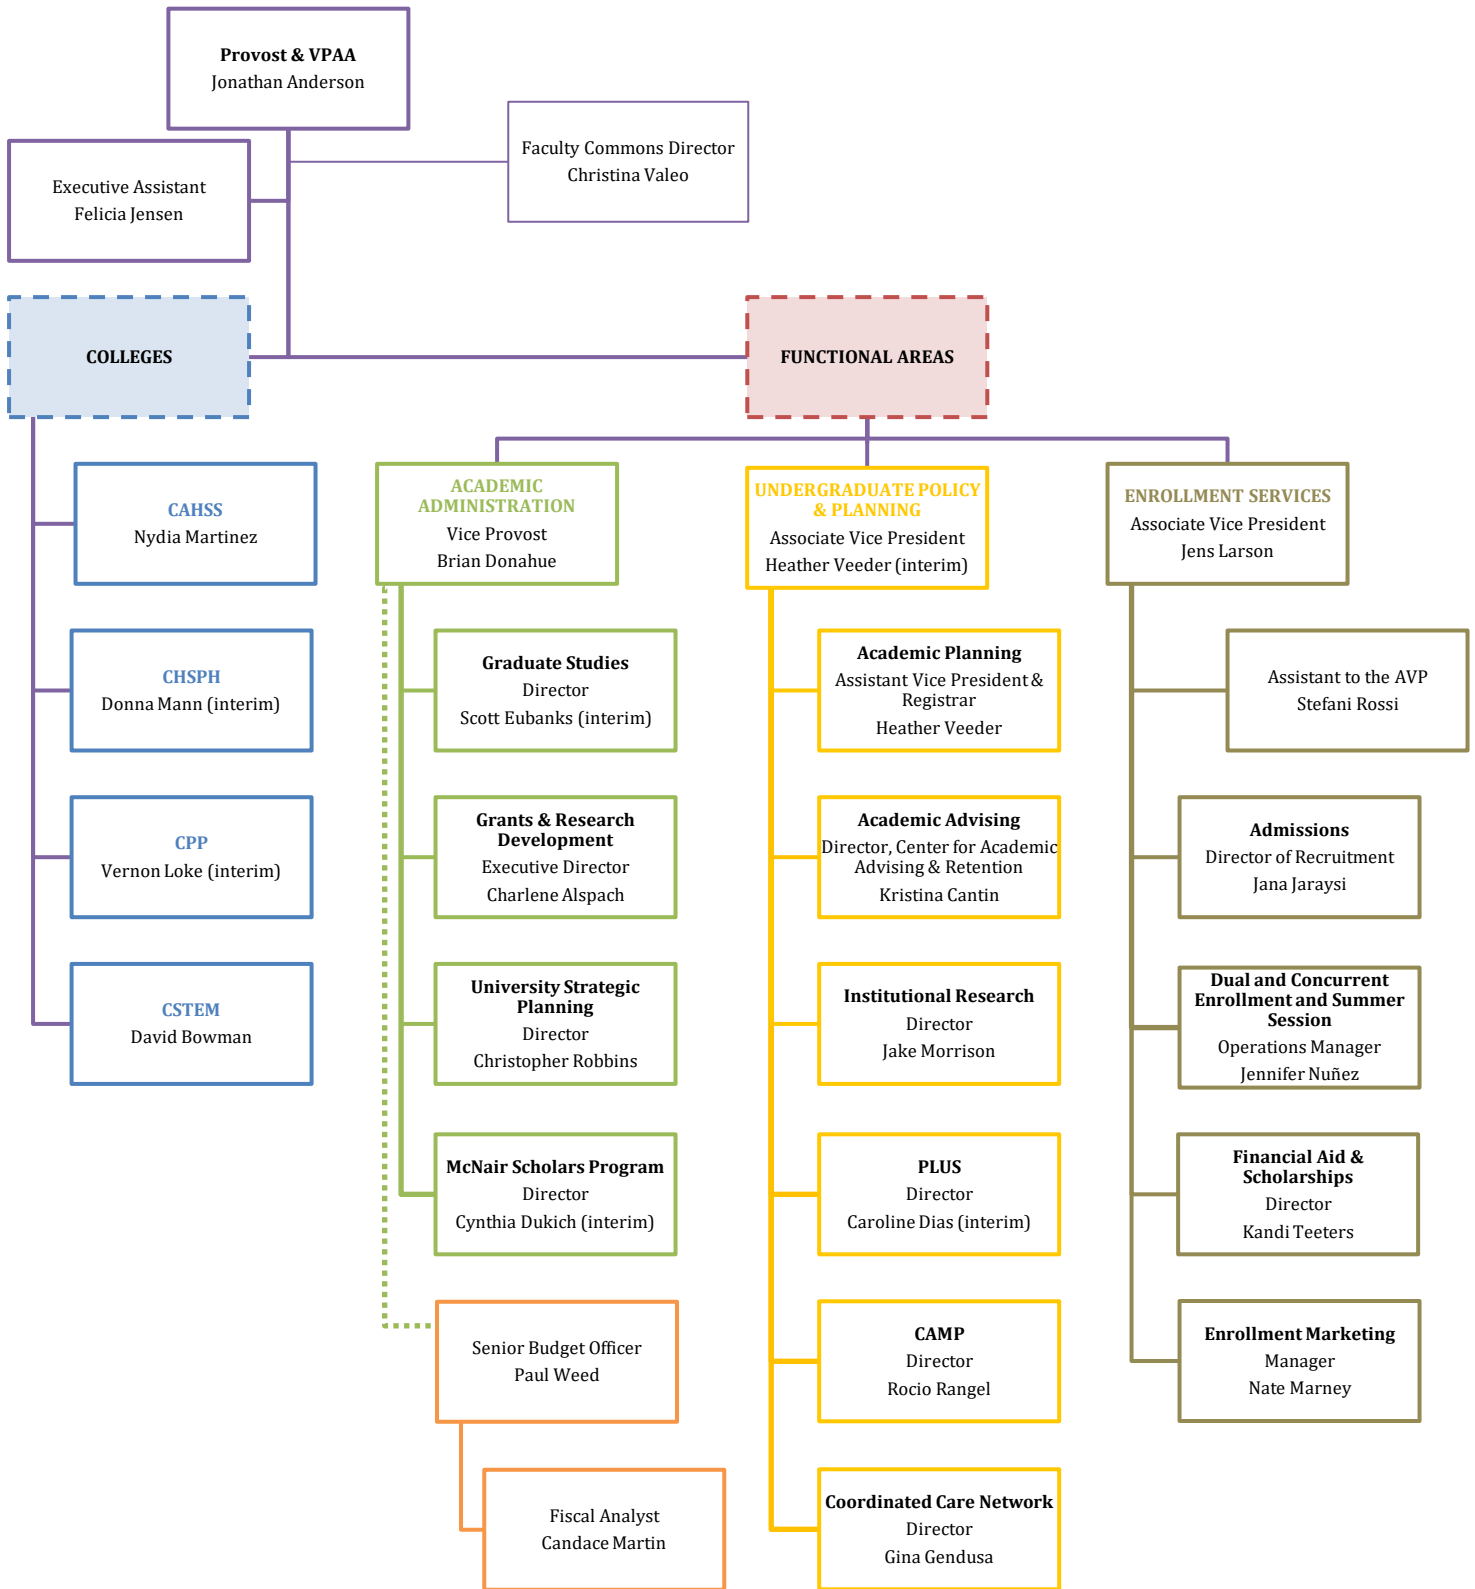 Provost & VPAA
Jonathan Anderson
Faculty Commons Director
Christina Valeo
Executive Assistant
Felicia Jensen
COLLEGES
FUNCTIONAL AREAS
CAHSS
Nydia Martinez
CHSPH
Donna Mann (interim)
CPP
Vernon Loke (interim)
CSTEM
David Bowman
ACADEMIC
ADMINISTRATION
Vice Provost
Brian Donahue
Graduate Studies
Director
Scott Eubanks (interim)
Grants & Research
Development
Executive Director
Charlene Alspach
University Strategic
Planning
Director
Christopher Robbins
McNair Scholars Program
Director
Cynthia Dukich (interim)
Senior Budget Officer
Paul Weed
Fiscal Analyst
Candace Martin
UNDERGRADUATE POLICY
& PLANNING
Associate Vice President
Heather Veeder (interim)
Academic Planning
Assistant Vice President &
Registrar
Heather Veeder
Academic Advising
Director, Center for Academic
Advising & Retention
Kristina Cantin
Institutional Research
Director
Jake Morrison
PLUS
Director
Caroline Dias (interim)
CAMP
Director
Rocio Rangel
Coordinated Care Network
Director
Gina Gendusa
ENROLLMENT SERVICES
Associate Vice President
Jens Larson
Assistant to the AVP
Stefani Rossi
Admissions
Director of Recruitment
Jana Jaraysi
Dual and Concurrent
Enrollment and Summer
Session
Operations Manager
Jennifer Nuñez
Financial Aid &
Scholarships
Director
Kandi Teeters
Enrollment Marketing
Manager
Nate Marney